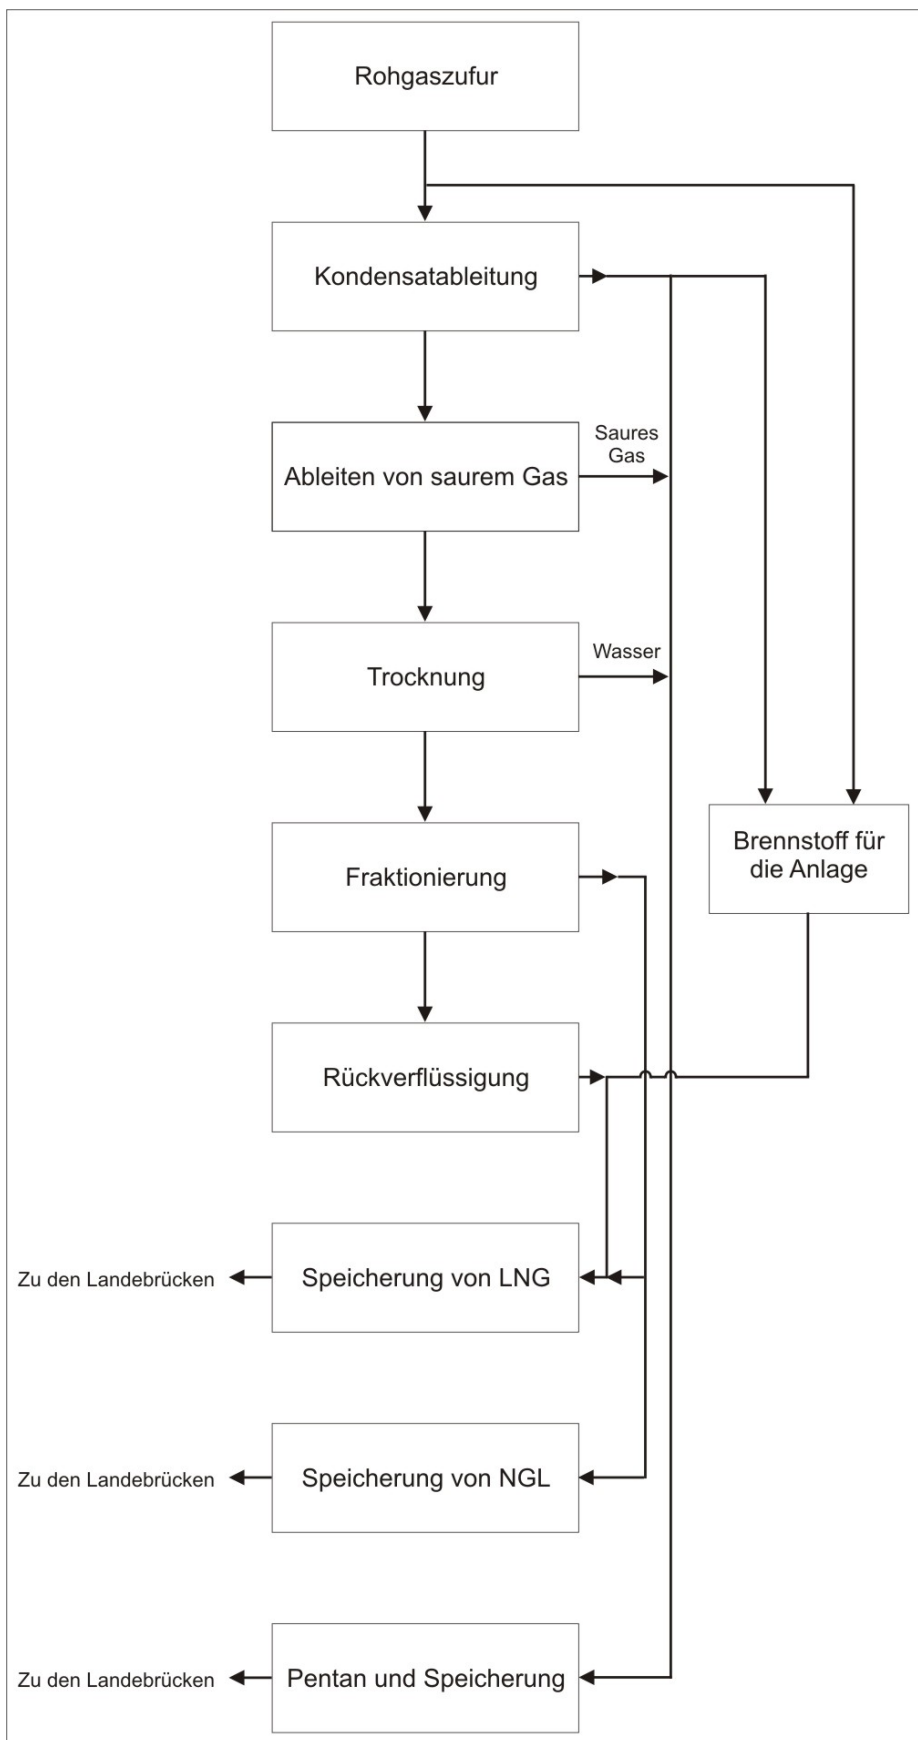 Rohgaszufur
Kondensatableitung
Saures
Gas
Ableiten von saurem Gas
Wasser
Trocknung
Brennstoff für
die Anlage
Fraktionierung
Rückverflüssigung
Zu den Landebrücken
Speicherung von LNG
Zu den Landebrücken
Speicherung von NGL
Zu den Landebrücken
Pentan und Speicherung